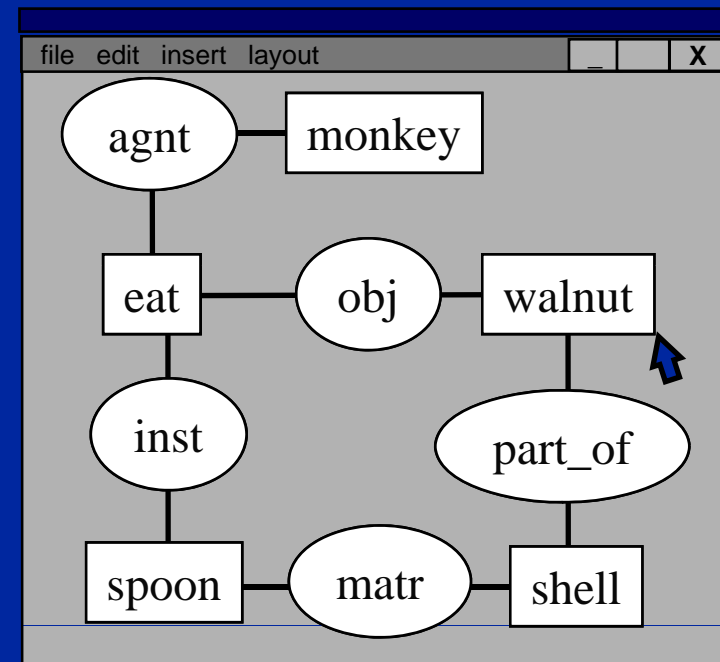 file edit insert layout _ X
agnt monkey
eat obj walnut
inst part_of
spoon matr shell